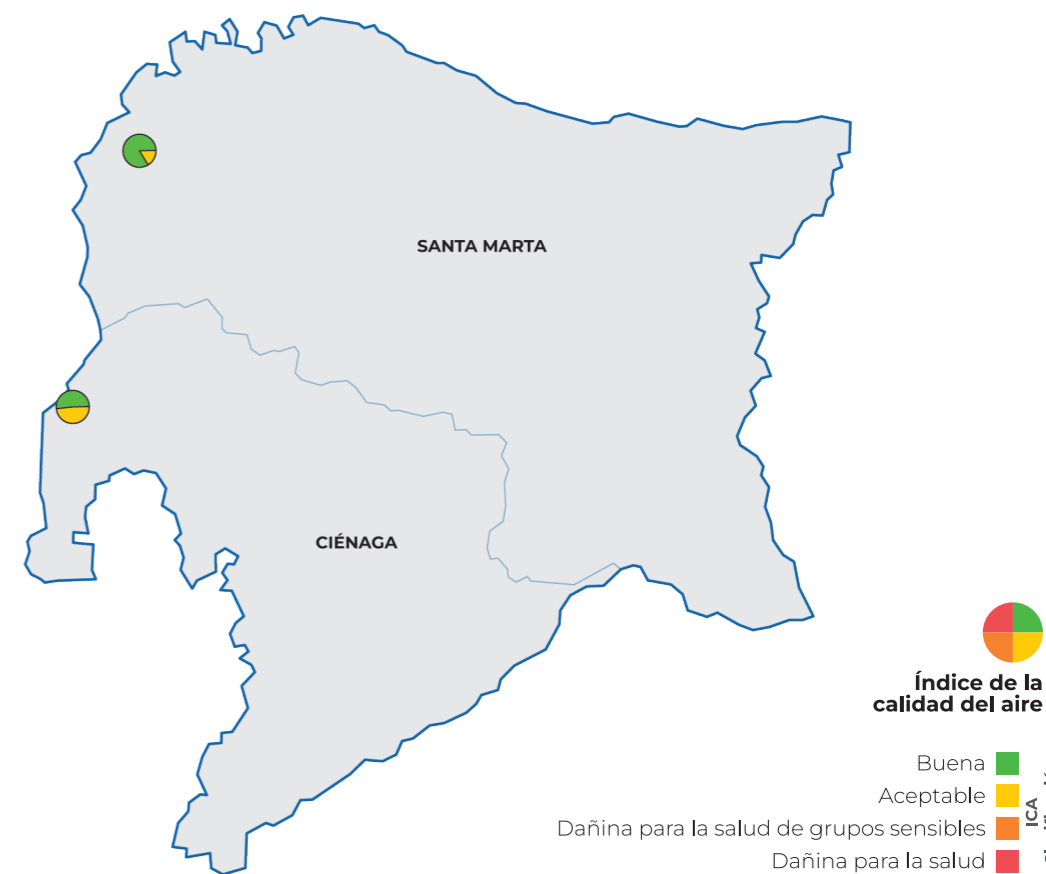 SANTA MARTA
CIÉNAGA
Índice de la
calidad del aire
Buena
Aceptable
Dañina para la salud de grupos sensibles
Dañina para la salud
ICA